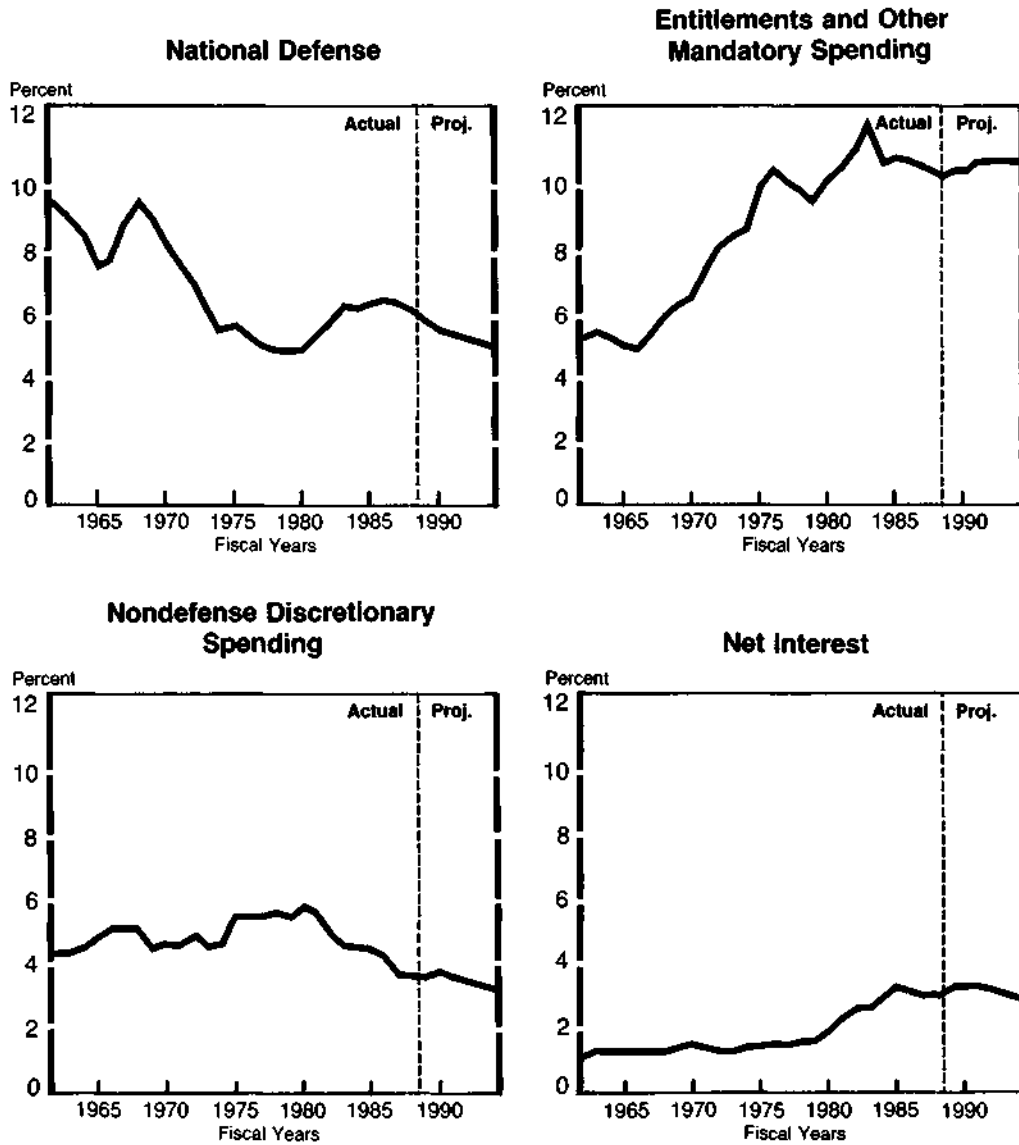 National Defense
Percent
12
10
8
6
4
2
0
Actual
Proj.
1965 1970 1975 1980 1985 1990
Fiscal Years
Entitlements and Other
Mandatory Spending
Percent
12
10
8
6
4
2
0
Actual
Proj.
1965 1970 1975 1980 1985 1990
Fiscal Years
Nondefense Discretionary
Spending
Percent
12
10
8
6
4
2
0
Actual
Proj.
1965 1970 1975 1980 1985 1990
Fiscal Years
Net Interest
Percent
12
10
8
6
4
2
0
Actual
Proj.
1965 1970 1975 1980 1985 1990
Fiscal Years